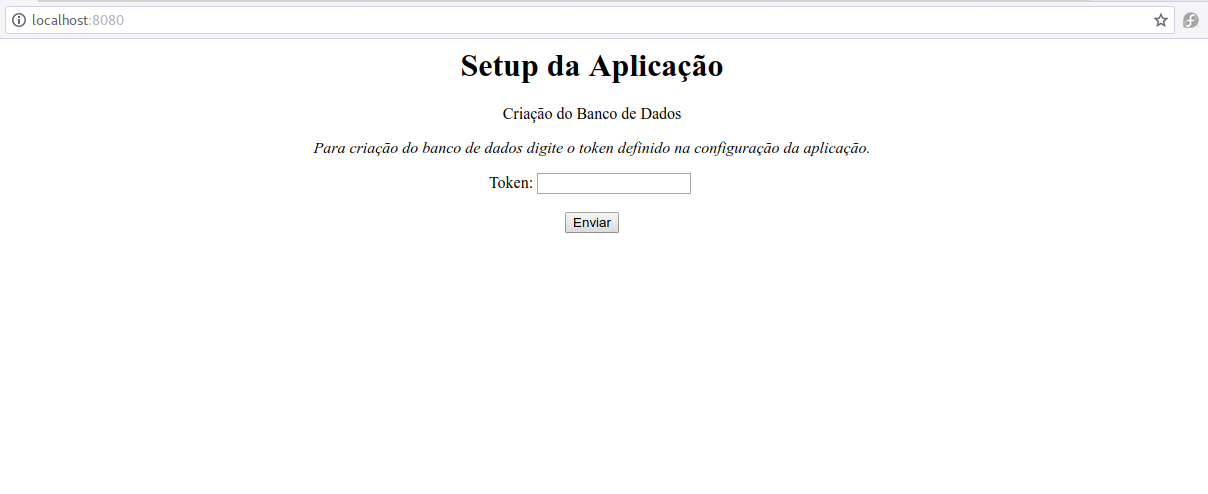 localhost:8080
Setup da Aplicação
Criação do Banco de Dados
Para criação do banco de dados digite o token definido na configuração da aplicação.
Token:
Enviar